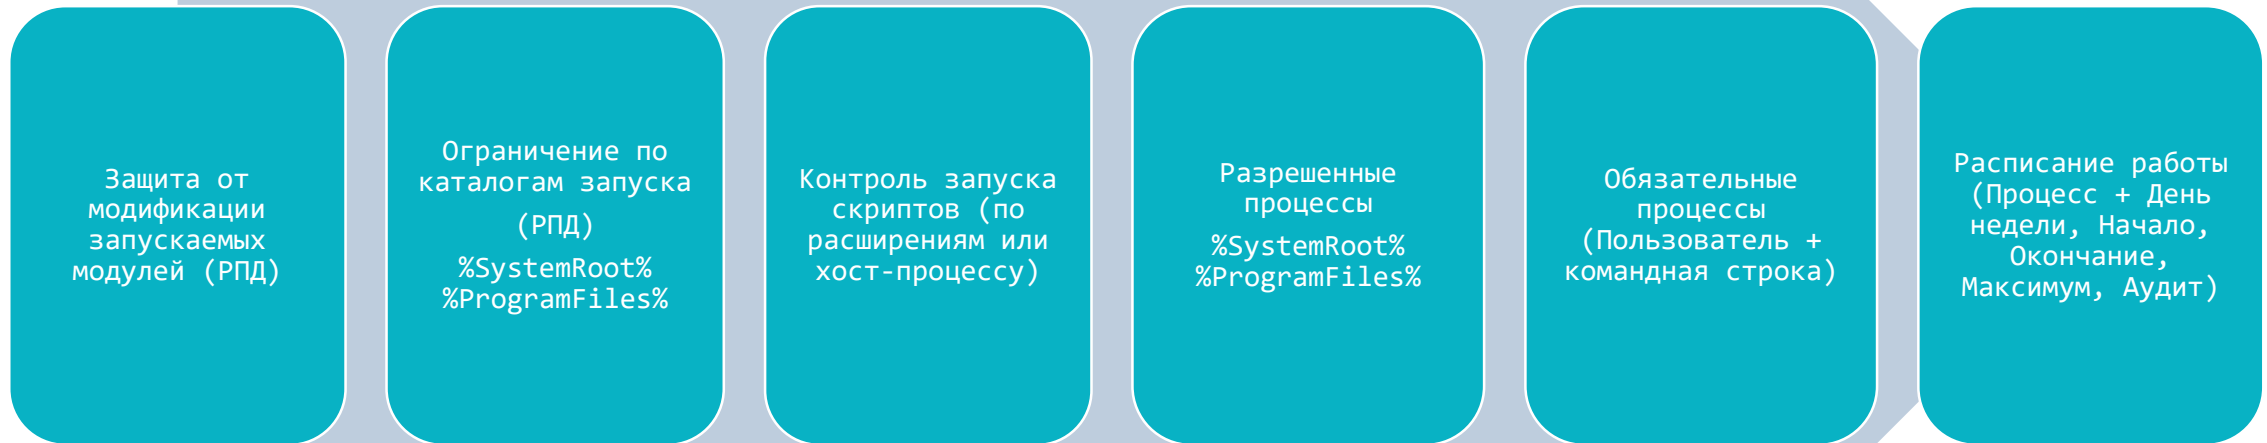 Защита от
модификации
запускаемых
модулей (РПД)
Ограничение по
каталогам запуска
(РПД)
%SystemRoot%
%ProgramFiles%
Контроль запуска
скриптов (по
расширениям или
хост-процессу)
Разрешенные
процессы
%SystemRoot%
%ProgramFiles%
Обязательные
процессы
(Пользователь +
командная строка)
Расписание работы
(Процесс + День
недели, Начало,
Окончание,
Максимум, Аудит)